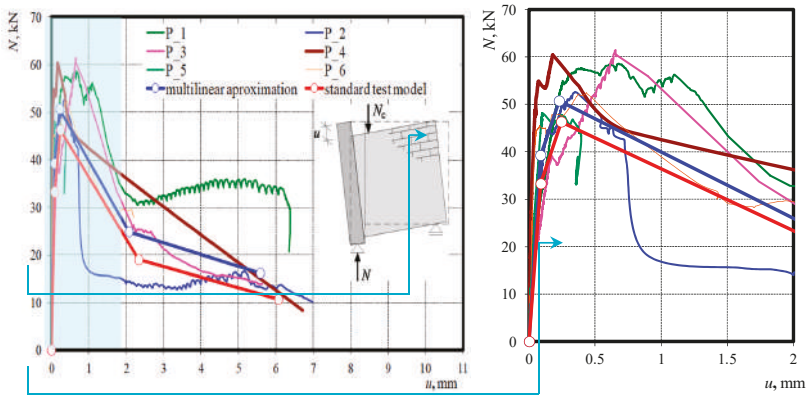 N, kN
70
60
50
40
30
20
10
0
P_1
P_2
P_3
P_4
P_5
P_6
multilinear aproximation
standard test model
u
Nc
N
0
1
2
3
4
5
6
7
8
9
10
11
u, mm
N, kN
70
60
50
40
30
20
10
0
0
0.5
1
1.5
2
u, mm